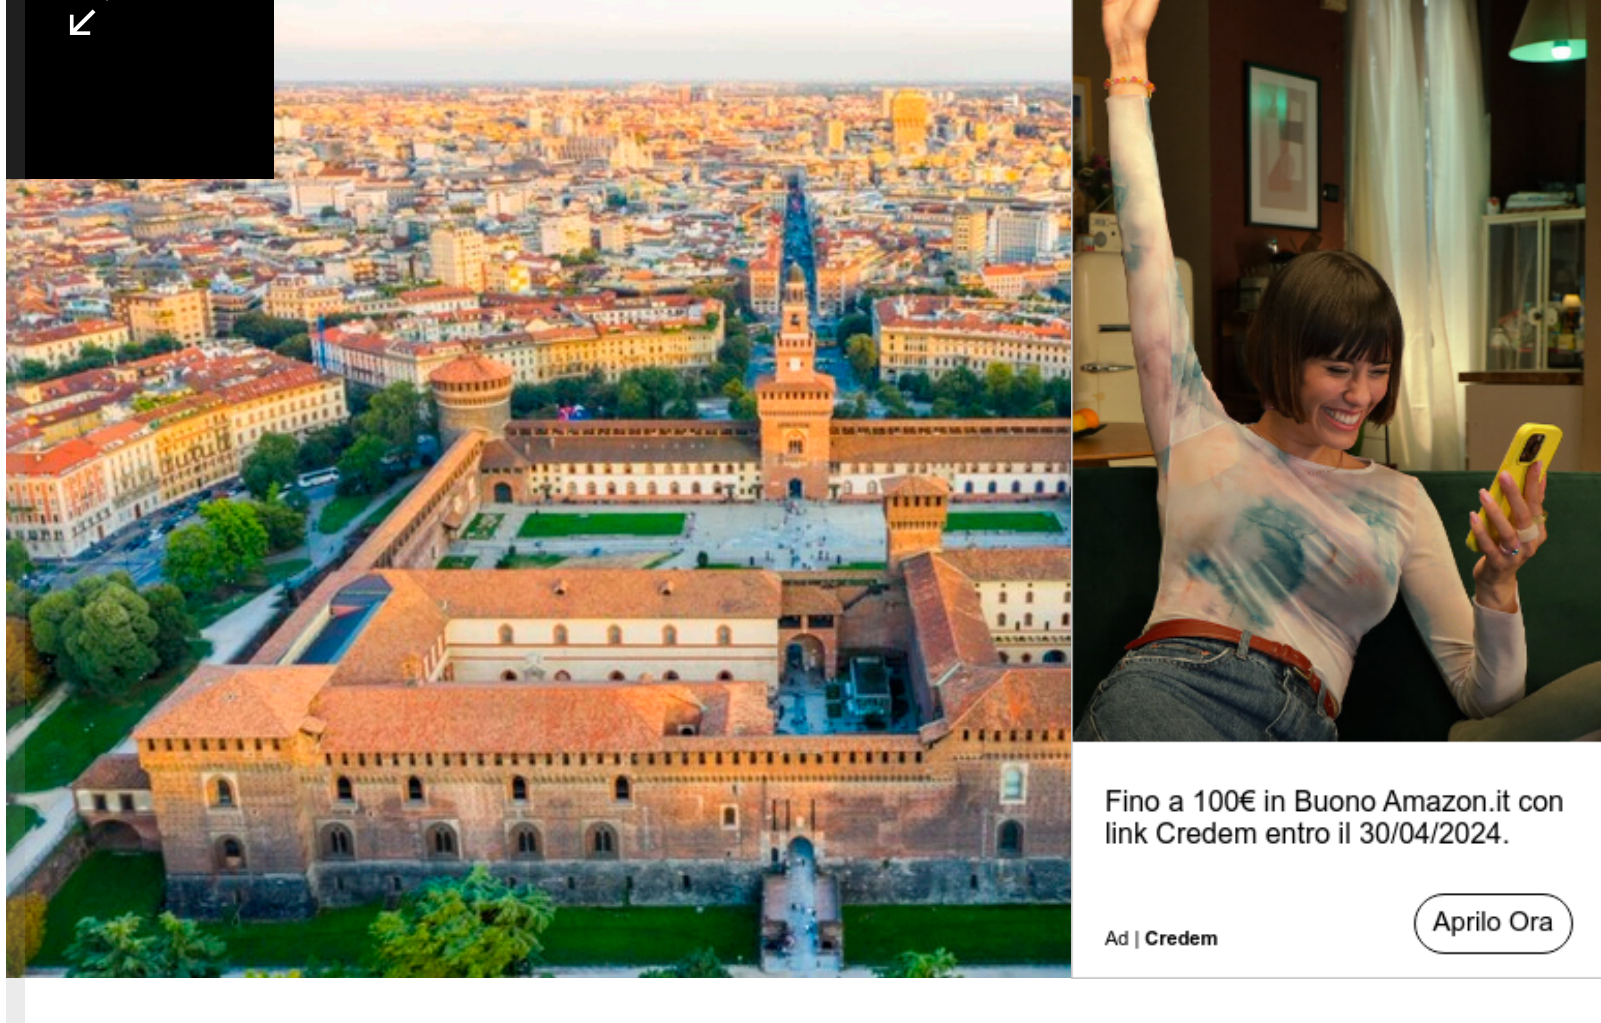 Fino a 100€ in Buono Amazon.it con
link Credem entro il 30/04/2024.
Ad | Credem
Aprilo Ora